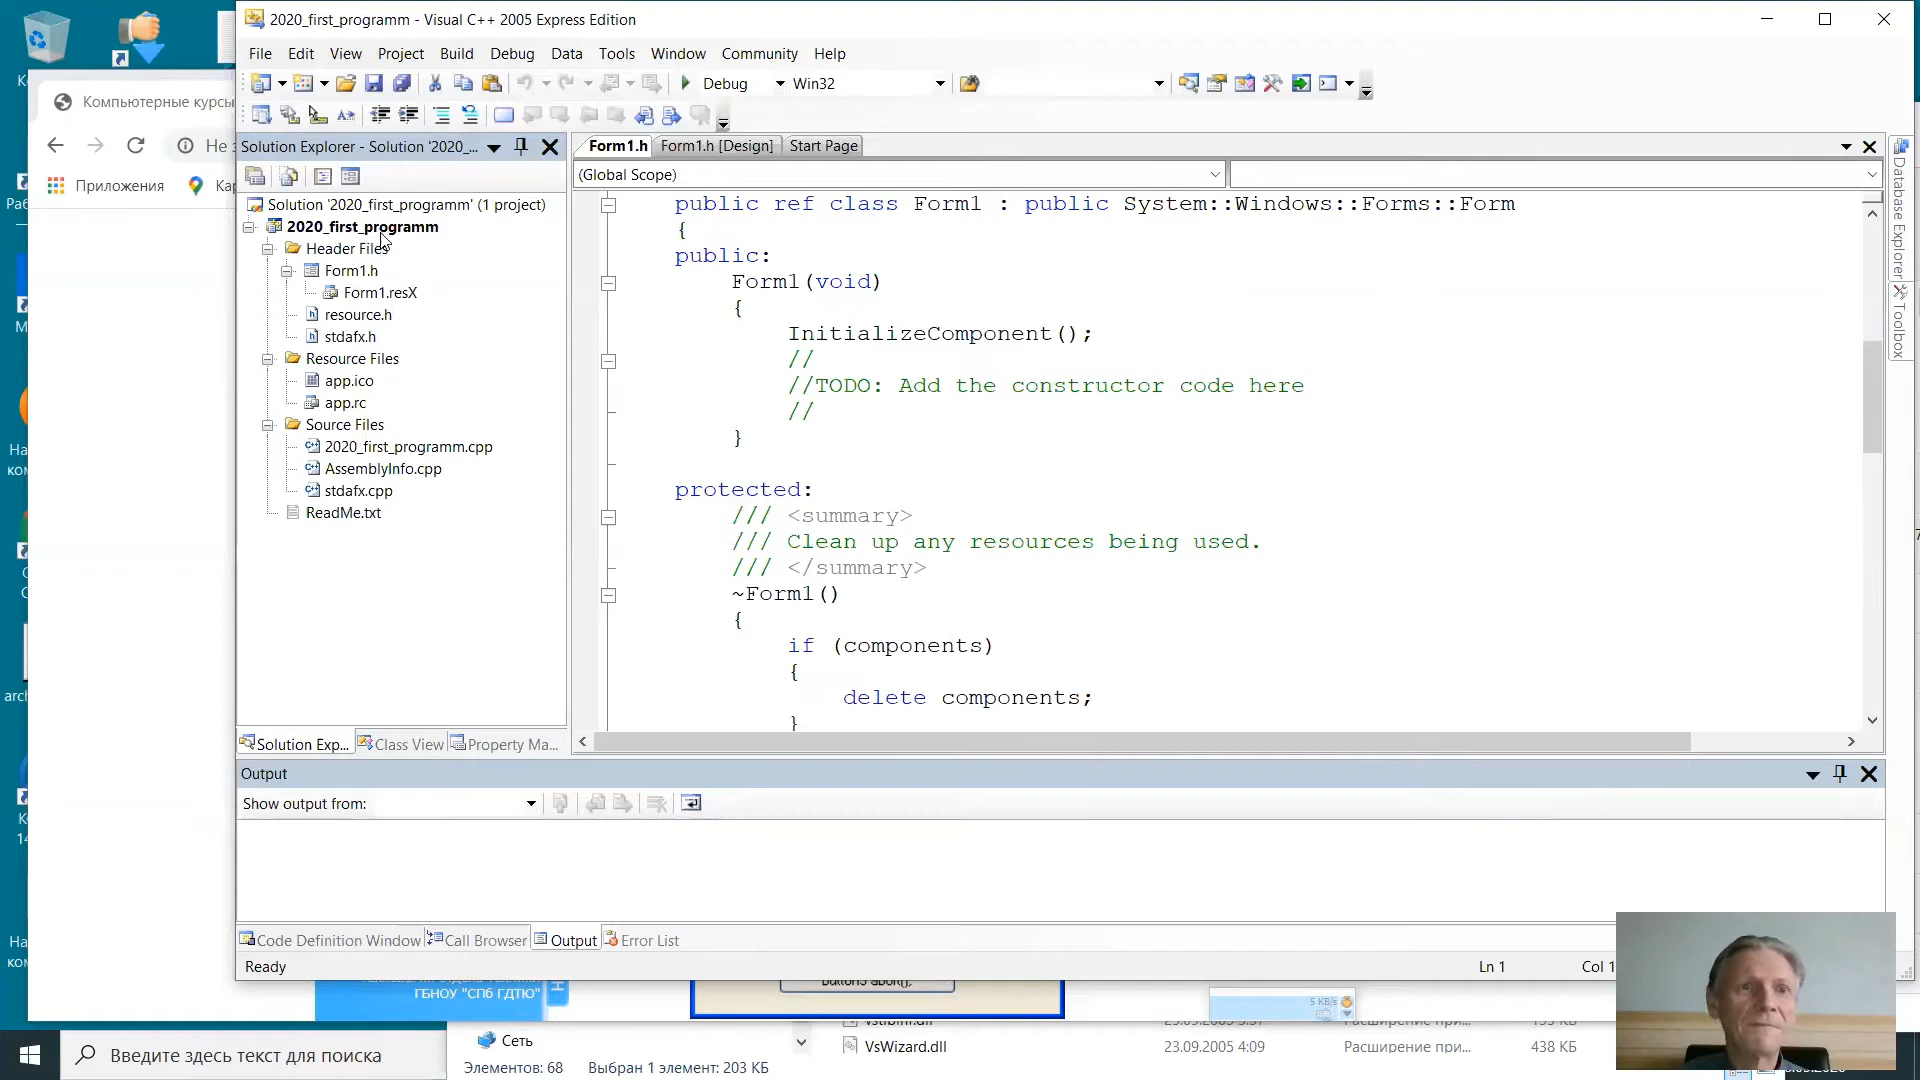 2020_first_programm - Visual C++ 2005 Express Edition
File Edit View Project Build Debug Data Tools Window Community Help
Debug Win32
Компьютерные курсы
Не з
Приложения
Кар
Solution Explorer - Solution '2020_...
Solution '2020_first_programm' (1 project)
2020_first_programm
Header Files
Form1.h
Form1.resX
resource.h
stdafx.h
Resource Files
app.ico
app.rc
Source Files
2020_first_programm.cpp
AssemblyInfo.cpp
stdafx.cpp
ReadMe.txt
Solution Exp... Class View Property Ma...
Form1.h Form1.h [Design] Start Page
(Global Scope)
public ref class Form1 : public System::Windows::Forms::Form
{
public:
Form1(void)
{
InitializeComponent();
//
//TODO: Add the constructor code here
//
}
protected:
/// <summary>
/// Clean up any resources being used.
/// </summary>
~Form1()
{
if (components)
{
delete components;
}
Database Explorer
Toolbox
Output
Show output from:
Code Definition Window Call Browser Output Error List
Ready Ln 1 Col 1
ГБНОУ "СПб ГДТЮ"
5 KB/s
VsWizard.dll 23.09.2005 4:09 Расширение при... 438 КБ
Сеть
Элементов: 68 Выбран 1 элемент: 203 КБ
Введите здесь текст для поиска